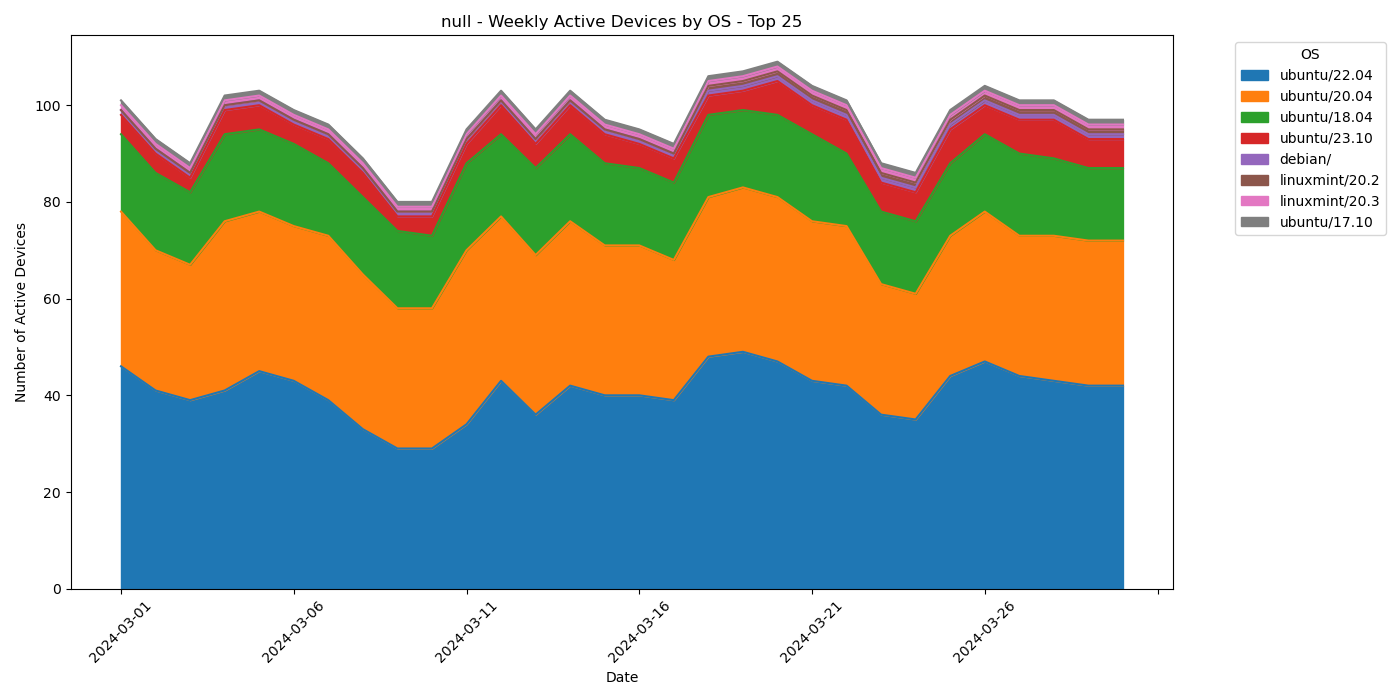 null - Weekly Active Devices by OS - Top 25
Number of Active Devices
100
80
60
40
20
0
2024-03-01
2024-03-06
2024-03-11
2024-03-16
2024-03-21
2024-03-26
Date
OS
ubuntu/22.04
ubuntu/20.04
ubuntu/18.04
ubuntu/23.10
debian/
linuxmint/20.2
linuxmint/20.3
ubuntu/17.10